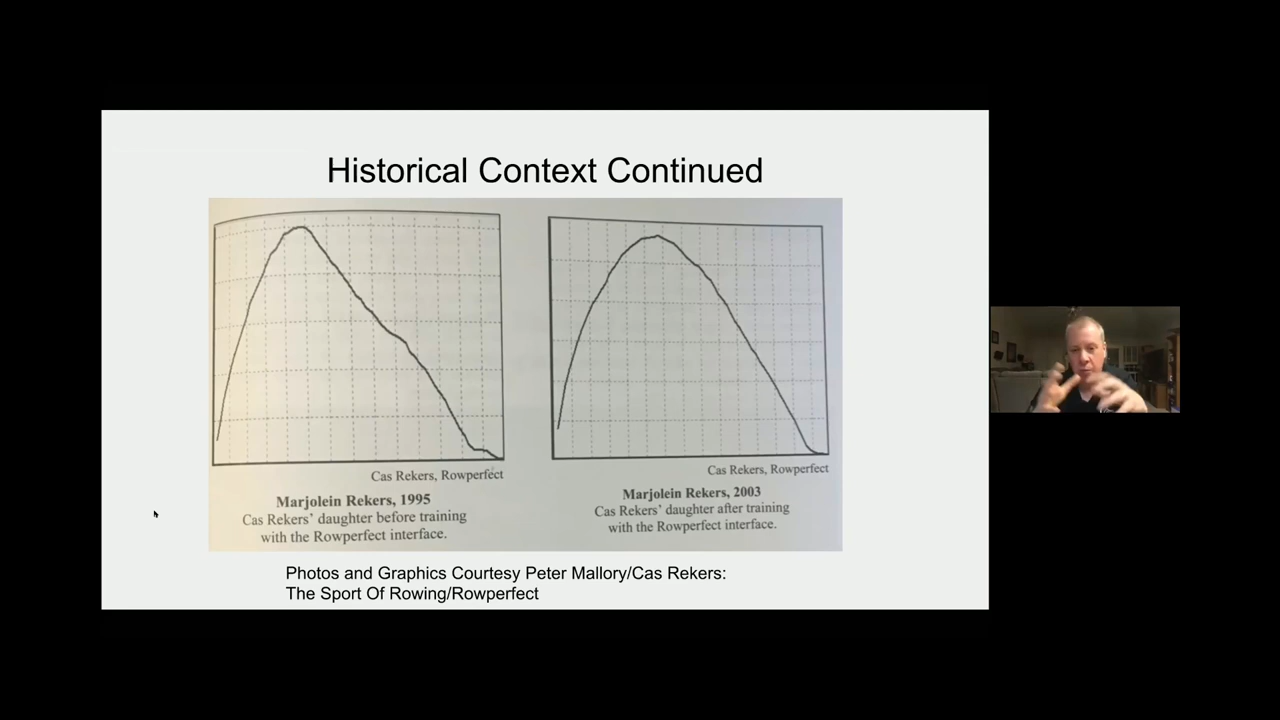 Historical Context Continued
Cas Rekers, Rowperfect
Marjolein Rekers, 1995
Cas Rekers' daughter before training
with the Rowperfect interface.
Cas Rekers, Rowperfect
Marjolein Rekers, 2003
Cas Rekers' daughter after training
with the Rowperfect interface.
Photos and Graphics Courtesy Peter Mallory/Cas Rekers:
The Sport Of Rowing/Rowperfect